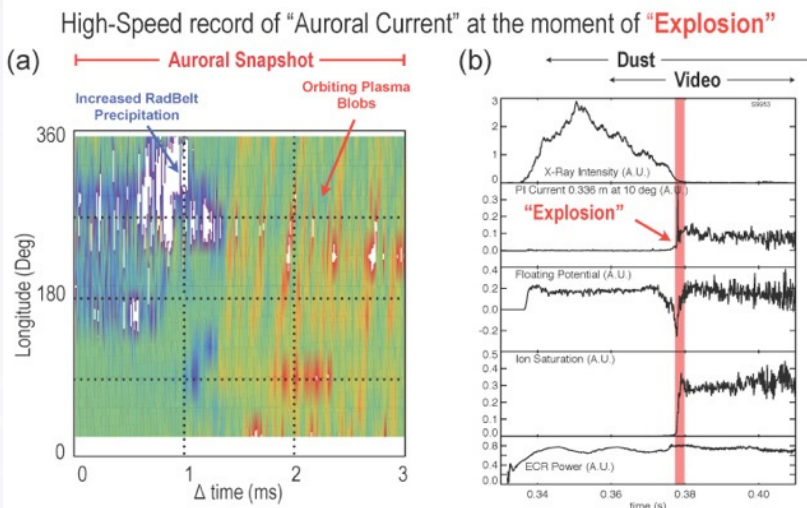 High-Speed record of “Auroral Current” at the moment of “Explosion”
(a)
Auroral Snapshot
Increased RadBelt
Precipitation
Orbiting Plasma
Blobs
360
180
0
Longitude (Deg)
0 1 2 3
Δ time (ms)
(b)
Dust
Video
3
2
1
0
S9953
X-Ray Intensity (A.U.)
PI Current 0.336 m at 10 deg (A.U.)
0.3
0.2
0.1
0.0
“Explosion”
0.4
0.2
-0.2
Floating Potential (A.U.)
0.5
0.4
0.3
0.2
0.1
0.0
Ion Saturation (A.U.)
0.8
0.4
0.0
ECR Power (A.U.)
0.34 0.36 0.38 0.40
time (s)